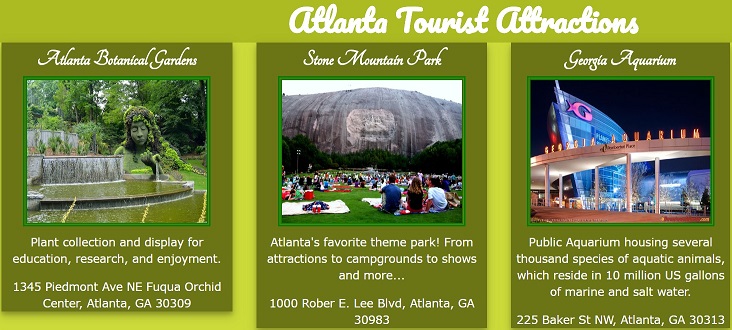 Atlanta Tourist Attractions
Atlanta Botanical Gardens
Plant collection and display for
education, research, and enjoyment.
1345 Piedmont Ave NE Fuqua Orchid
Center, Atlanta, GA 30309
Stone Mountain Park
Atlanta's favorite theme park! From
attractions to campgrounds to shows
and more...
1000 Rober E. Lee Blvd, Atlanta, GA
30983
Georgia Aquarium
GEORGIA AQUARIUM
Public Aquarium housing several
thousand species of aquatic animals,
which reside in 10 million US gallons
of marine and salt water.
225 Baker St NW, Atlanta, GA 30313